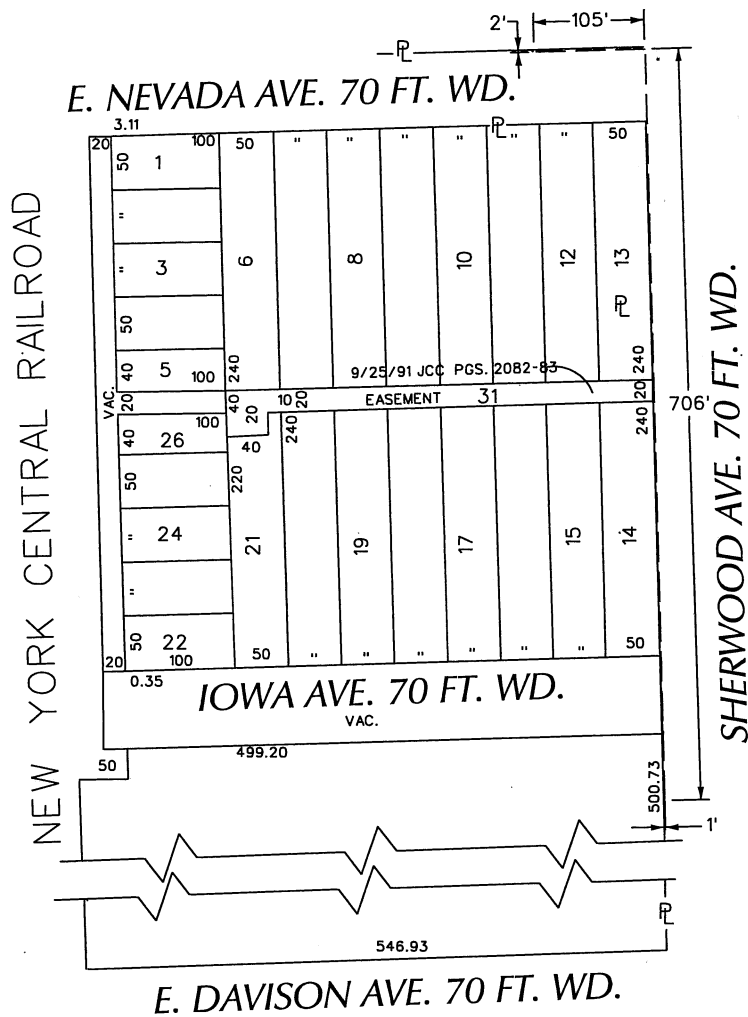 2' 105'
PL
E. NEVADA AVE. 70 FT. WD.
3.11 PL
20 50 1 100 50 " " " " " " 50
"
" 3 6 8 10 12 13
50 PL
40 5 100 240 9/25/91 JCC PGS. 2082-83 240
VAC. 20 40 20 10 20 EASEMENT 31 20
40 26 100 40 240 240
50 220
" 24 21 19 17 15 14
"
50 22 50 " " " " " " 50
20 100
0.35
IOWA AVE. 70 FT. WD.
VAC.
499.20
50 500.73
1'
PL
546.93
E. DAVISON AVE. 70 FT. WD.
NEW YORK CENTRAL RAILROAD
706'
SHERWOOD AVE. 70 FT. WD.